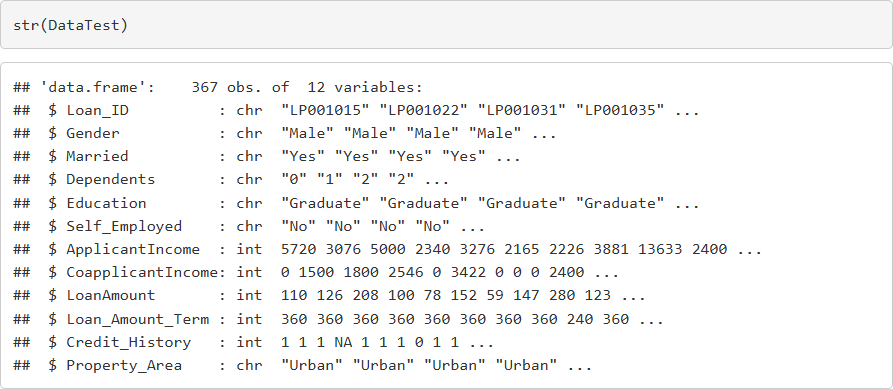 str(DataTest)
## 'data.frame':    367 obs. of  12 variables:
##  $ Loan_ID          : chr  "LP001015" "LP001022" "LP001031" "LP001035" ...
##  $ Gender           : chr  "Male" "Male" "Male" "Male" ...
##  $ Married          : chr  "Yes" "Yes" "Yes" "Yes" ...
##  $ Dependents       : chr  "0" "1" "2" "2" ...
##  $ Education        : chr  "Graduate" "Graduate" "Graduate" "Graduate" ...
##  $ Self_Employed    : chr  "No" "No" "No" "No" ...
##  $ ApplicantIncome  : int  5720 3076 5000 2340 3276 2165 2226 3881 13633 2400 ...
##  $ CoapplicantIncome: int  0 1500 1800 2546 0 3422 0 0 0 2400 ...
##  $ LoanAmount       : int  110 126 208 100 78 152 59 147 280 123 ...
##  $ Loan_Amount_Term : int  360 360 360 360 360 360 360 360 240 360 ...
##  $ Credit_History   : int  1 1 1 NA 1 1 1 0 1 1 ...
##  $ Property_Area    : chr  "Urban" "Urban" "Urban" "Urban" ...